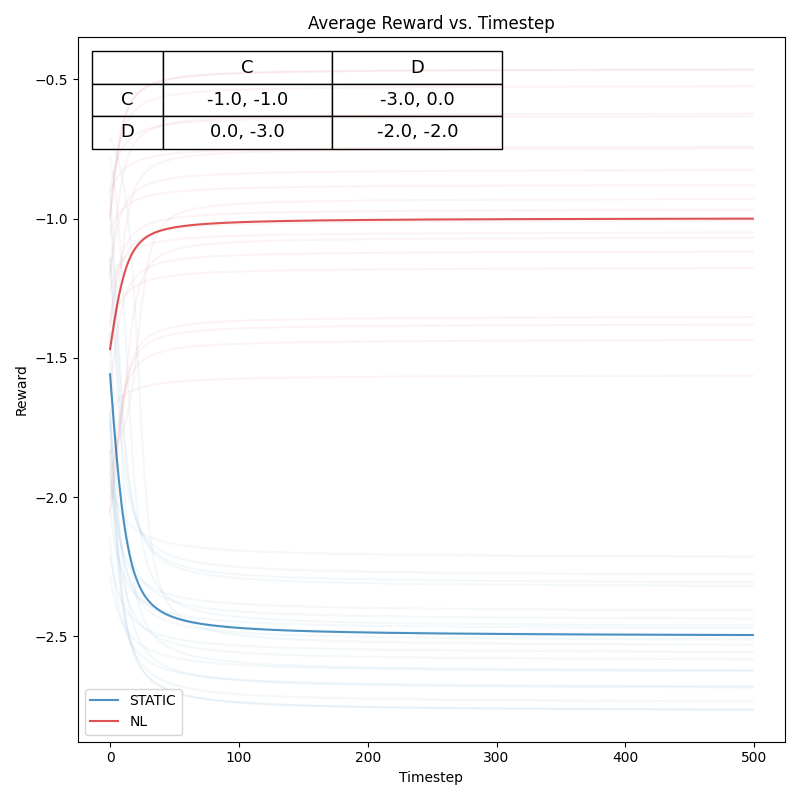 Average Reward vs. Timestep
C D
C -1.0, -1.0 -3.0, 0.0
D 0.0, -3.0 -2.0, -2.0
−0.5
−1.0
−1.5
−2.0
−2.5
Reward
STATIC
NL
0 100 200 300 400 500
Timestep